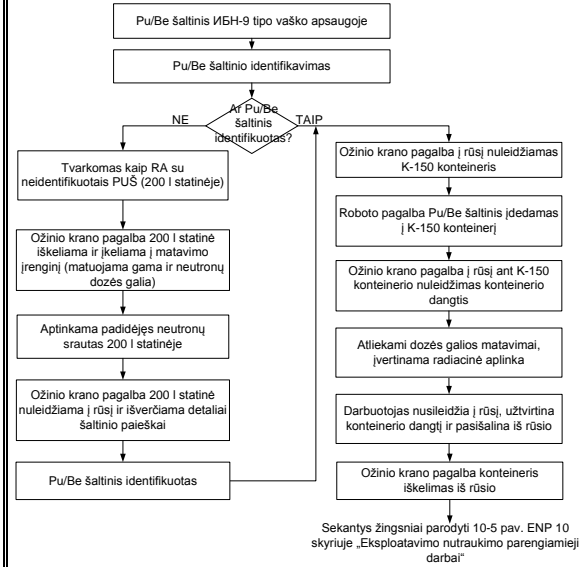 Pu/Be šaltinis ИБН-9 tipo vaško apsaugoje
Pu/Be šaltinio identifikavimas
Ar Pu/Be
šaltinis
identifikuotas?
NE
TAIP
Tvarkomas kaip RA su
neidentifikuotais PUŠ (200 l statinėje)
Ožinio krano pagalba 200 l statinė
iškeliama ir įkeliama į matavimo
įrenginį (matuojama gama ir neutronų
dozės galia)
Aptinkama padidėjęs neutronų
srautas 200 l statinėje
Ožinio krano pagalba 200 l statinė
nuleidžiama į rūsį ir išverčiama detaliai
šaltinio paieškai
Pu/Be šaltinis identifikuotas
Ožinio krano pagalba į rūsį nuleidžiamas
K-150 konteineris
Roboto pagalba Pu/Be šaltinis įdedamas
į K-150 konteinerį
Ožinio krano pagalba į rūsį ant K-150
konteinerio nuleidžimas konteinerio
dangtis
Atliekami dozės galios matavimai,
įvertinama radiacinė aplinka
Darbuotojas nusileidžia į rūsį, užtvirtina
konteinerio dangtį ir pasišalina iš rūsio
Ožinio krano pagalba konteineris
iškelimas iš rūsio
Sekantys žingsniai parodyti 10-5 pav. ENP 10
skyriuje „Eksploatavimo nutraukimo parengiamieji
darbai“